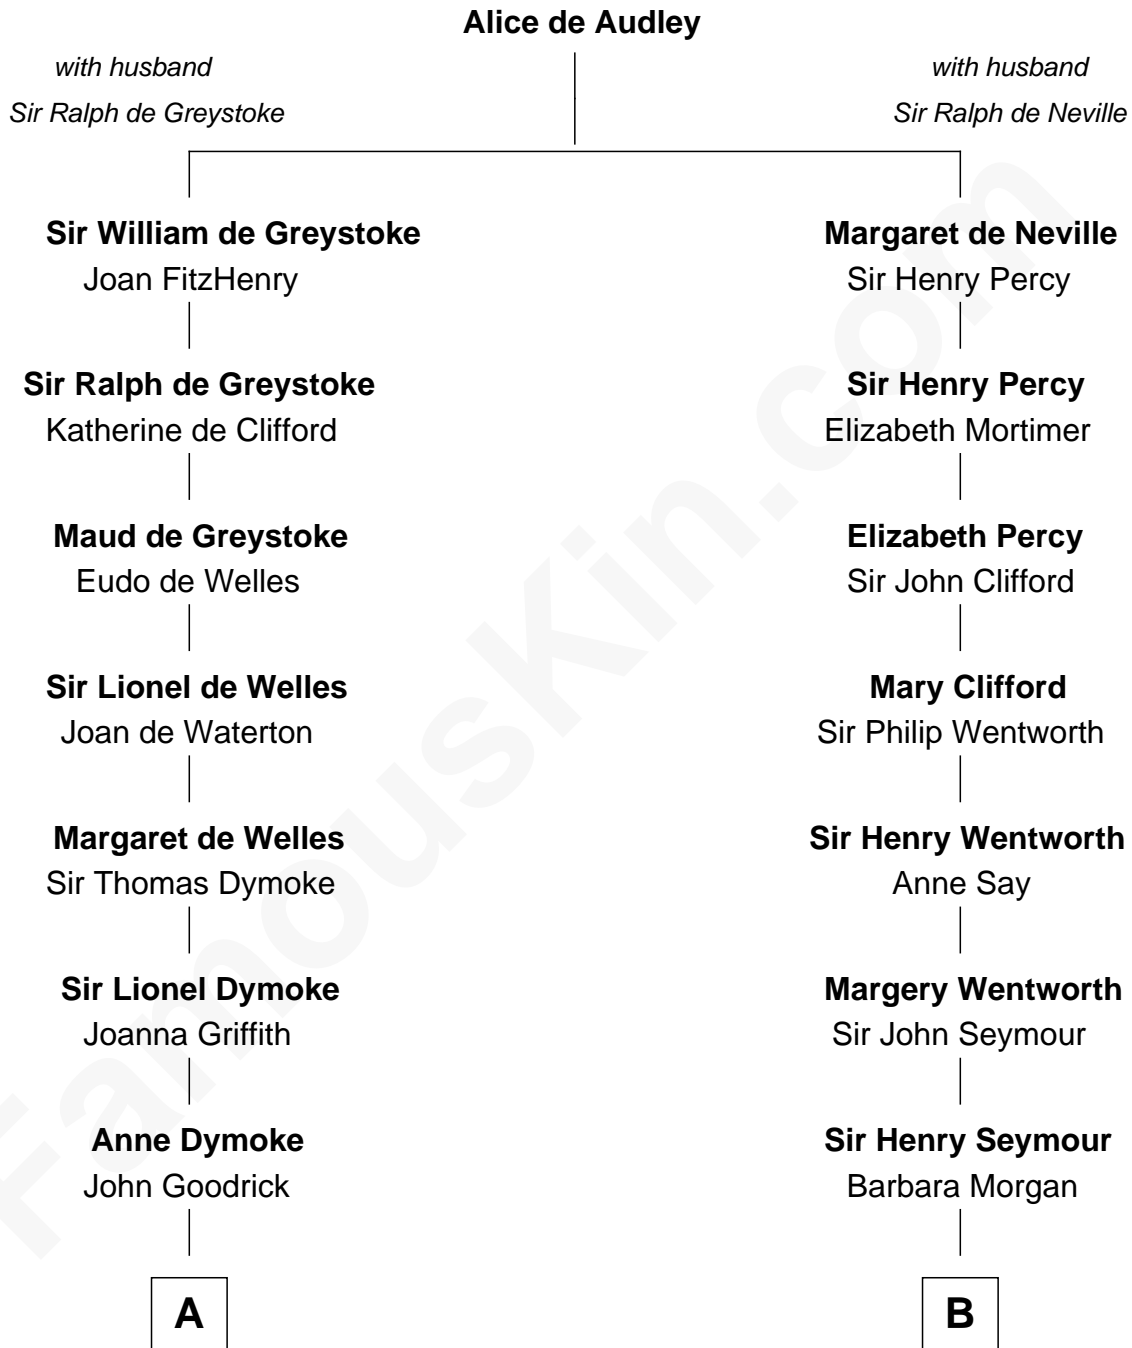 Alice de Audley
with husband
Sir Ralph de Greystoke
with husband
Sir Ralph de Neville
Sir William de Greystoke
Joan FitzHenry
Sir Ralph de Greystoke
Katherine de Clifford
Maud de Greystoke
Eudo de Welles
Sir Lionel de Welles
Joan de Waterton
Margaret de Welles
Sir Thomas Dymoke
Sir Lionel Dymoke
Joanna Griffith
Anne Dymoke
John Goodrick
A
Margaret de Neville
Sir Henry Percy
Sir Henry Percy
Elizabeth Mortimer
Elizabeth Percy
Sir John Clifford
Mary Clifford
Sir Philip Wentworth
Sir Henry Wentworth
Anne Say
Margery Wentworth
Sir John Seymour
Sir Henry Seymour
Barbara Morgan
B
FamousKin.com